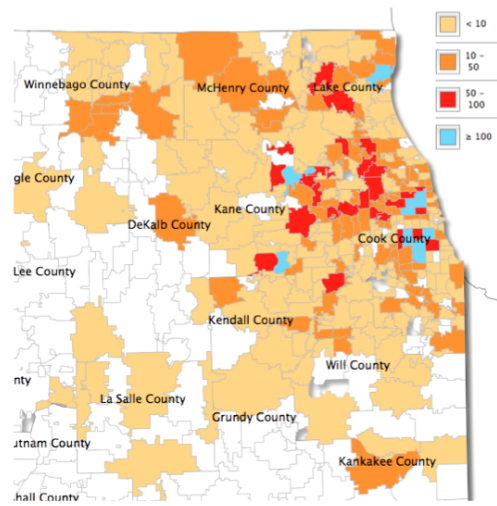 < 10
10 –
50
50 –
100
≥ 100
Winnebago County
McHenry County
Lake County
gle County
Kane County
DeKalb County
Cook County
Lee County
Kendall County
Will County
nty
La Salle County
Grundy County
utnam County
Kankakee County
hall County